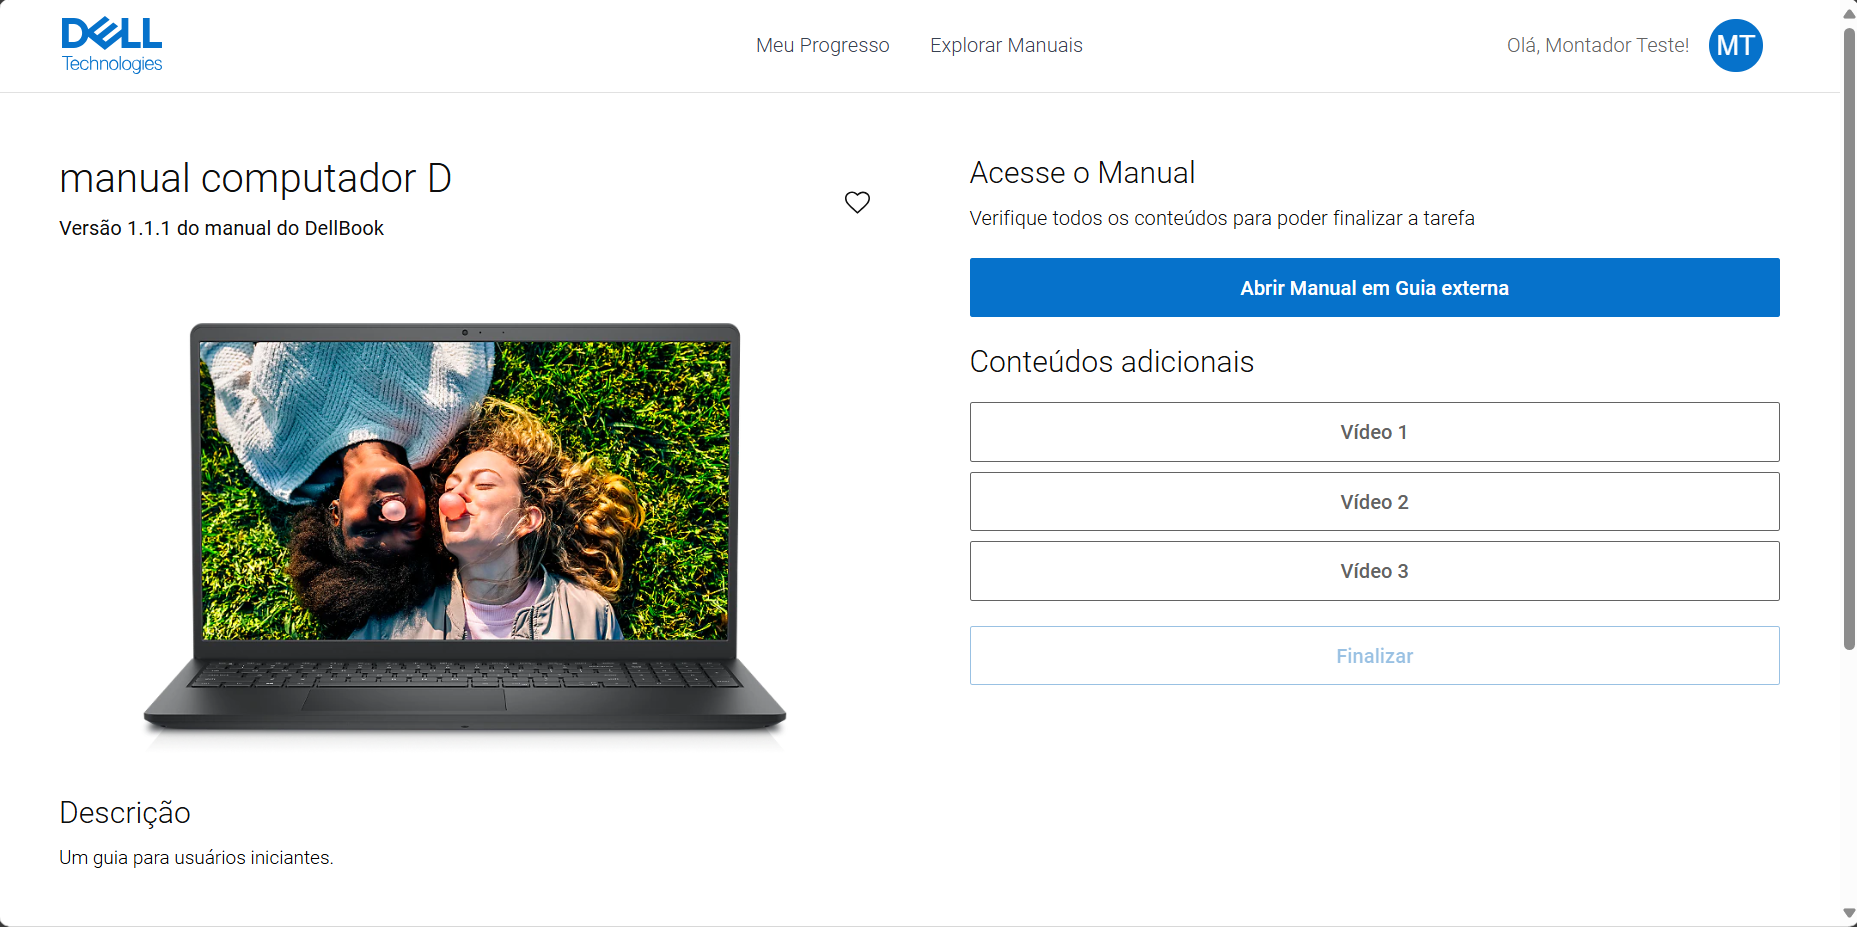 DELL
Technologies
Meu Progresso
Explorar Manuais
Olá, Montador Teste!
MT
manual computador D
Versão 1.1.1 do manual do DellBook
Descrição
Um guia para usuários iniciantes.
Acesse o Manual
Verifique todos os conteúdos para poder finalizar a tarefa
Abrir Manual em Guia externa
Conteúdos adicionais
Vídeo 1
Vídeo 2
Vídeo 3
Finalizar